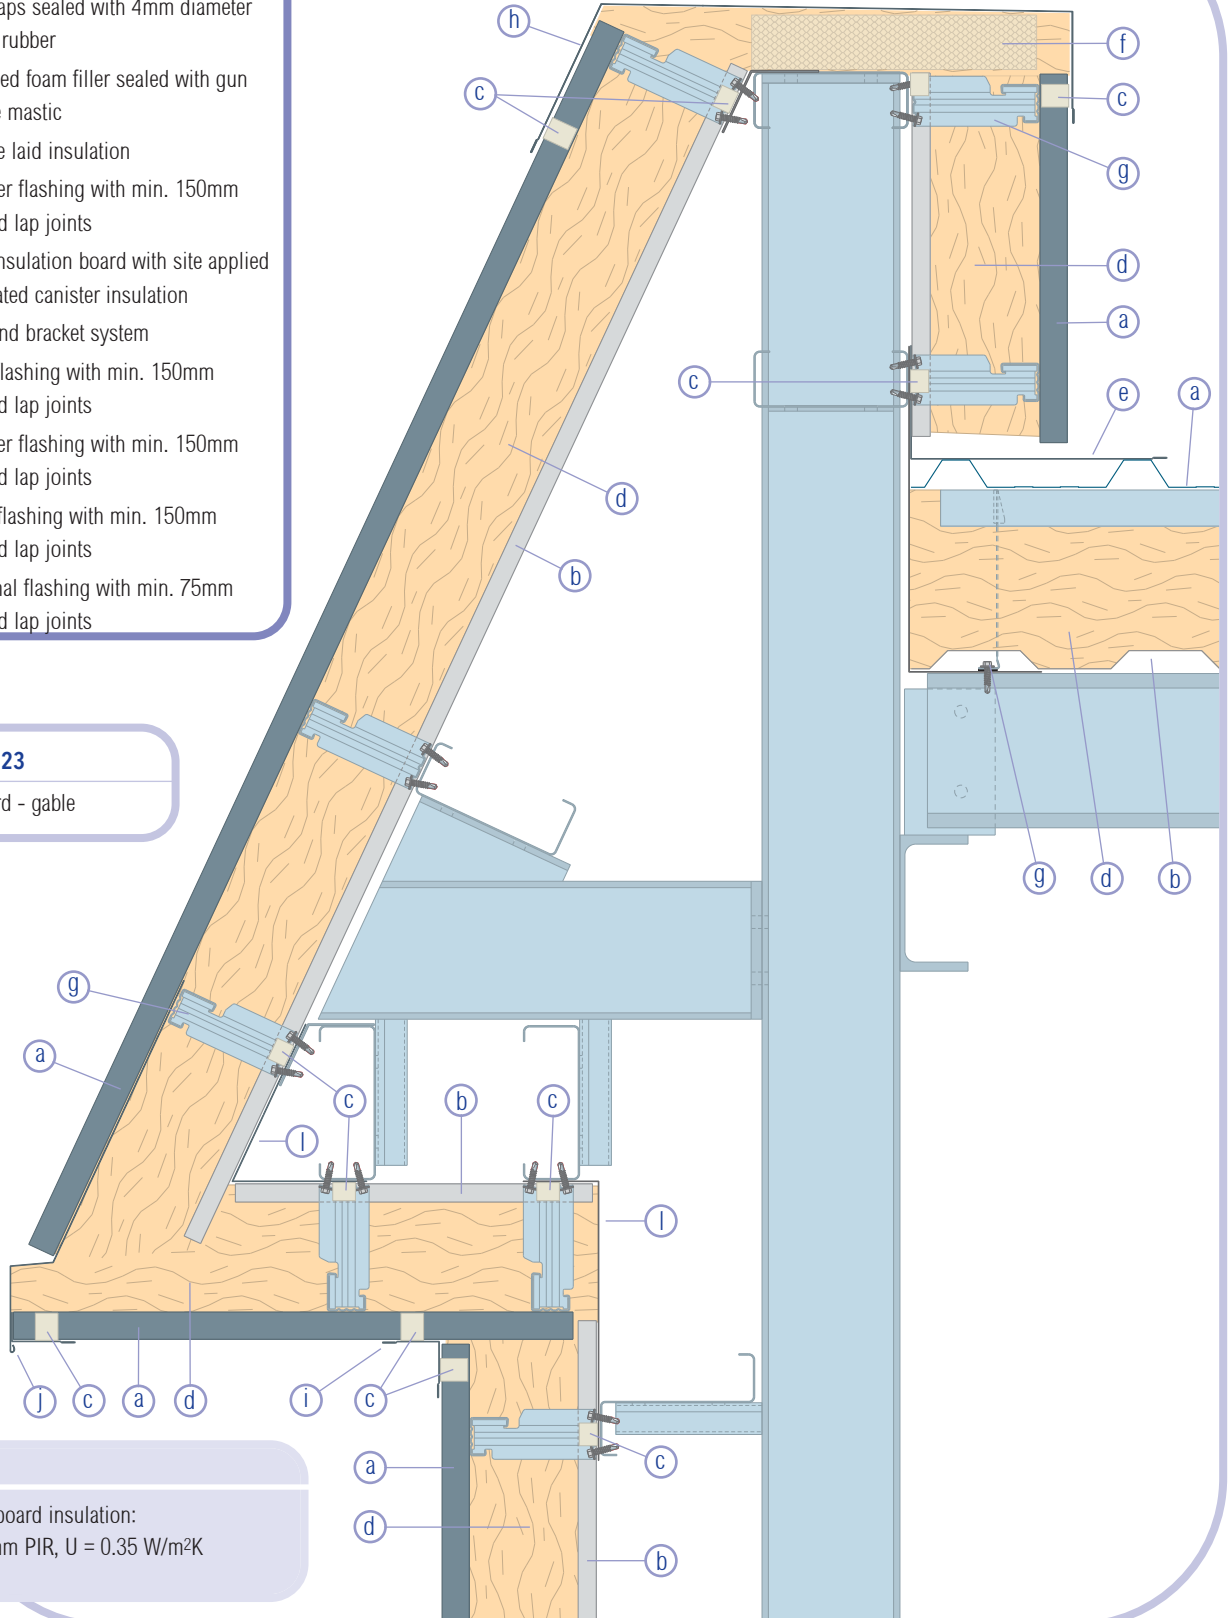 aps sealed with 4mm diameter
rubber
ed foam filler sealed with gun
mastic
e laid insulation
er flashing with min. 150mm
d lap joints
nsulation board with site applied
ated canister insulation
nd bracket system
lashing with min. 150mm
d lap joints
er flashing with min. 150mm
d lap joints
flashing with min. 150mm
d lap joints
nal flashing with min. 75mm
d lap joints
23
rd - gable
h
f
c
c
g
d
a
c
e
a
d
b
g
d
b
g
a
c
b
c
l
l
j
c
a
d
i
c
a
c
d
b
board insulation:
m PIR, U = 0.35 W/m²K